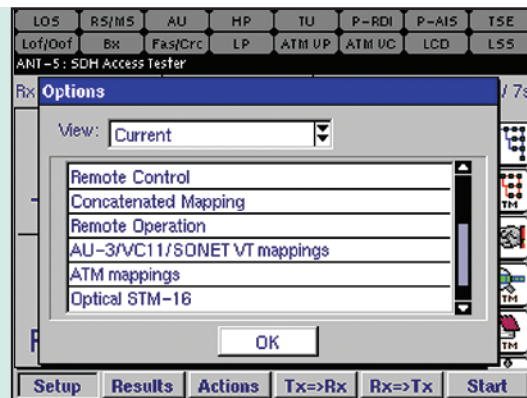 LOS RS/MS AU HP TU P-RDI P-AIS TSE
Lof/Oof Bx Fas/Crc LP ATM VP ATM VC LCD LSS
ANT-5 : SDH Access Tester
Rx Options / 7s
View: Current
Remote Control
Concatenated Mapping
Remote Operation
AU-3/VC11/SONET VT mappings
ATM mappings
TM
Optical STM-16
TM
OK
TM
Setup Results Actions Tx=>Rx Rx=>Tx Start